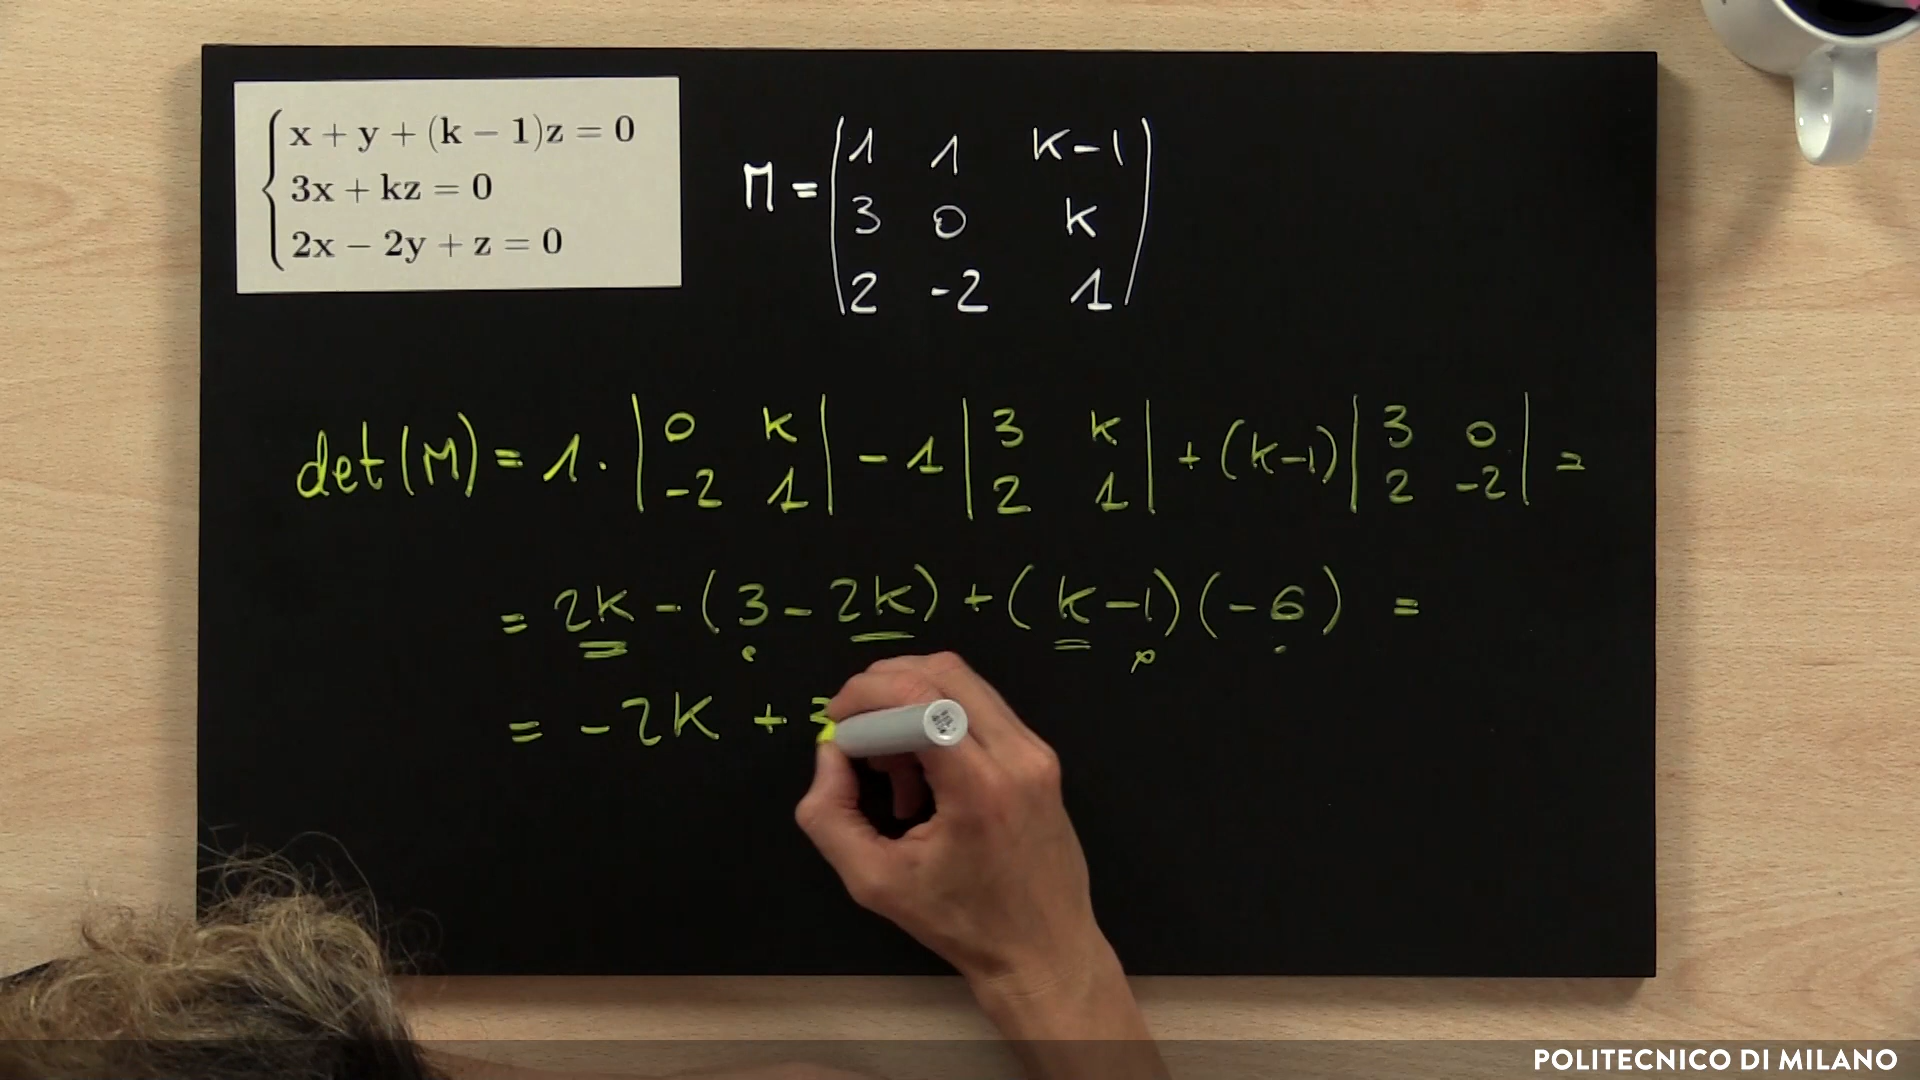 x + y + (k − 1)z = 0
3x + kz = 0
2x − 2y + z = 0
M = | 1 1 k-1 |
| 3 0 k |
| 2 -2 1 |
det(M) = 1 · | 0 k | - 1 | 3 k | + (k-1) | 3 0 | =
| -2 1 | | 2 1 | | 2 -2 |
= 2k - (3 - 2k) + (k-1)(-6) =
= -2k + 3
POLITECNICO DI MILANO